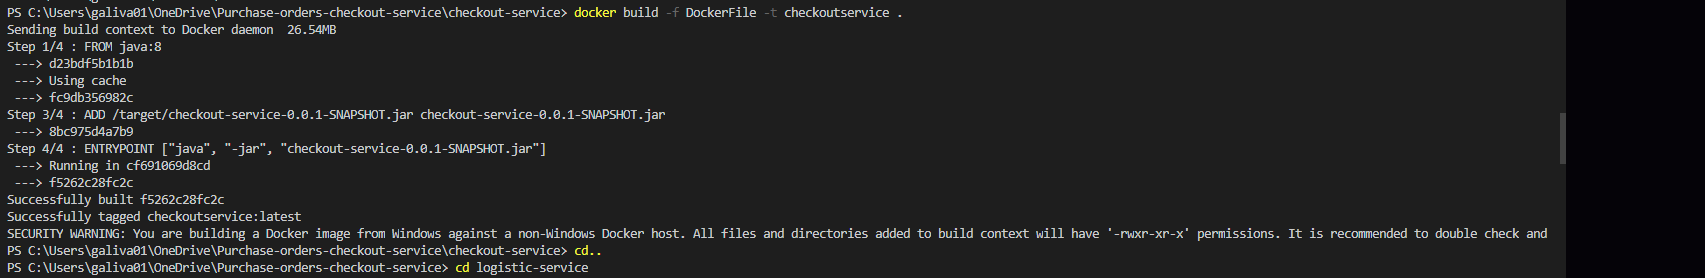 PS C:\Users\galiva01\OneDrive\Purchase-orders-checkout-service\checkout-service> docker build -f DockerFile -t checkoutservice .
Sending build context to Docker daemon  26.54MB
Step 1/4 : FROM java:8
 ---> d23bdf5b1b1b
 ---> Using cache
 ---> fc9db356982c
Step 3/4 : ADD /target/checkout-service-0.0.1-SNAPSHOT.jar checkout-service-0.0.1-SNAPSHOT.jar
 ---> 8bc975d4a7b9
Step 4/4 : ENTRYPOINT ["java", "-jar", "checkout-service-0.0.1-SNAPSHOT.jar"]
 ---> Running in cf691069d8cd
 ---> f5262c28fc2c
Successfully built f5262c28fc2c
Successfully tagged checkoutservice:latest
SECURITY WARNING: You are building a Docker image from Windows against a non-Windows Docker host. All files and directories added to build context will have '-rwxr-xr-x' permissions. It is recommended to double check and
PS C:\Users\galiva01\OneDrive\Purchase-orders-checkout-service\checkout-service> cd..
PS C:\Users\galiva01\OneDrive\Purchase-orders-checkout-service> cd logistic-service